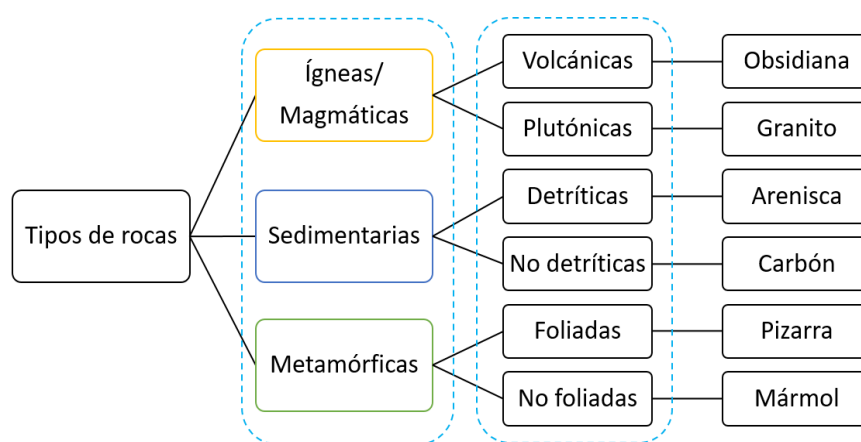 Tipos de rocas
Ígneas/
Magmáticas
Volcánicas
Obsidiana
Plutónicas
Granito
Sedimentarias
Detríticas
Arenisca
No detríticas
Carbón
Metamórficas
Foliadas
Pizarra
No foliadas
Mármol